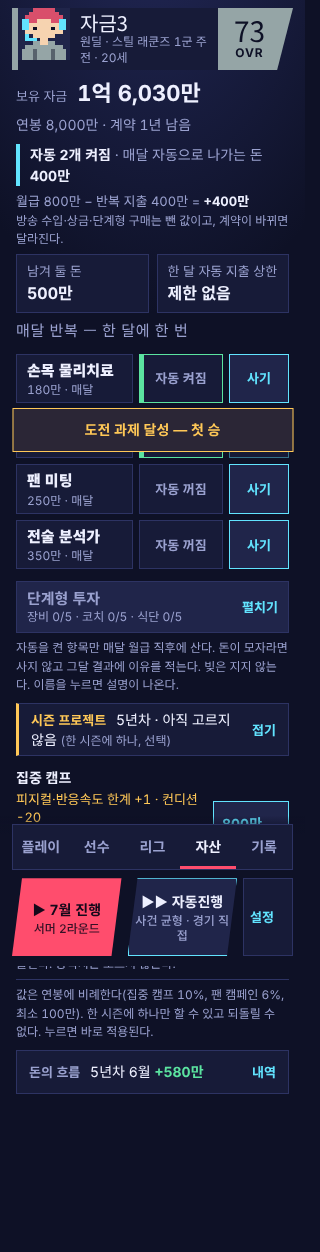 자금3
원딜 · 스틸 래쿤즈 1군 주
전 · 20세
73
OVR
보유 자금 1억 6,030만
연봉 8,000만 · 계약 1년 남음
자동 2개 켜짐 · 매달 자동으로 나가는 돈
400만
월급 800만 − 반복 지출 400만 = +400만
방송 수입·상금·단계형 구매는 뺀 값이고, 계약이 바뀌면
달라진다.
남겨 둘 돈
500만
한 달 자동 지출 상한
제한 없음
매달 반복 — 한 달에 한 번
손목 물리치료
180만 · 매달
자동 켜짐
사기
도전 과제 달성 — 첫 승
팬 미팅
250만 · 매달
자동 꺼짐
사기
전술 분석가
350만 · 매달
자동 꺼짐
사기
단계형 투자
장비 0/5 · 코치 0/5 · 식단 0/5
펼치기
자동을 켠 항목만 매달 월급 직후에 산다. 돈이 모자라면
사지 않고 그달 결과에 이유를 적는다. 빚은 지지 않는
다. 이름을 누르면 설명이 나온다.
시즌 프로젝트 5년차 · 아직 고르지
않음 (한 시즌에 하나, 선택)
접기
집중 캠프
피지컬·반응속도 한계 +1 · 컨디션
-20
800만
플레이
선수
리그
자산
기록
▶ 7월 진행
서머 2라운드
▶▶ 자동진행
사건 균형 · 경기 직
접
설정
값은 연봉에 비례한다(집중 캠프 10%, 팬 캠페인 6%,
최소 100만). 한 시즌에 하나만 할 수 있고 되돌릴 수
없다. 누르면 바로 적용된다.
돈의 흐름 5년차 6월 +580만
내역